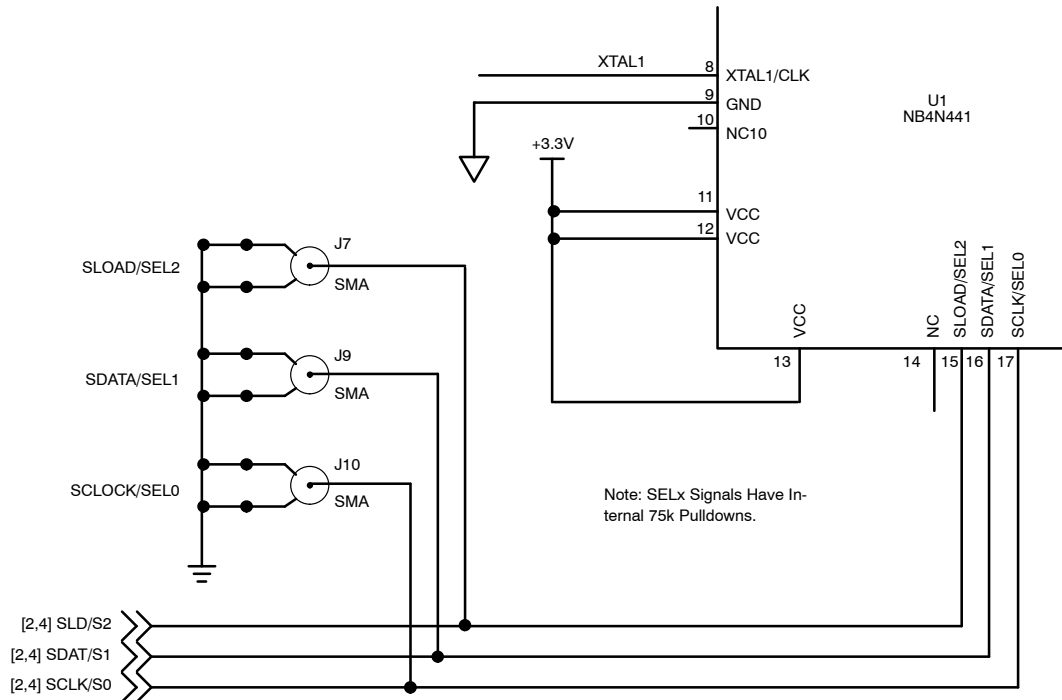 XTAL1
8
XTAL1/CLK
9
GND
10
NC10
U1
NB4N441
+3.3V
11
VCC
12
VCC
SLOAD/SEL2
J7
SMA
VCC
NC
SLOAD/SEL2
SDATA/SEL1
SCLK/SEL0
13
14
15
16
17
SDATA/SEL1
J9
SMA
SCLOCK/SEL0
J10
SMA
Note: SELx Signals Have In-
ternal 75k Pulldowns.
[2,4] SLD/S2
[2,4] SDAT/S1
[2,4] SCLK/S0